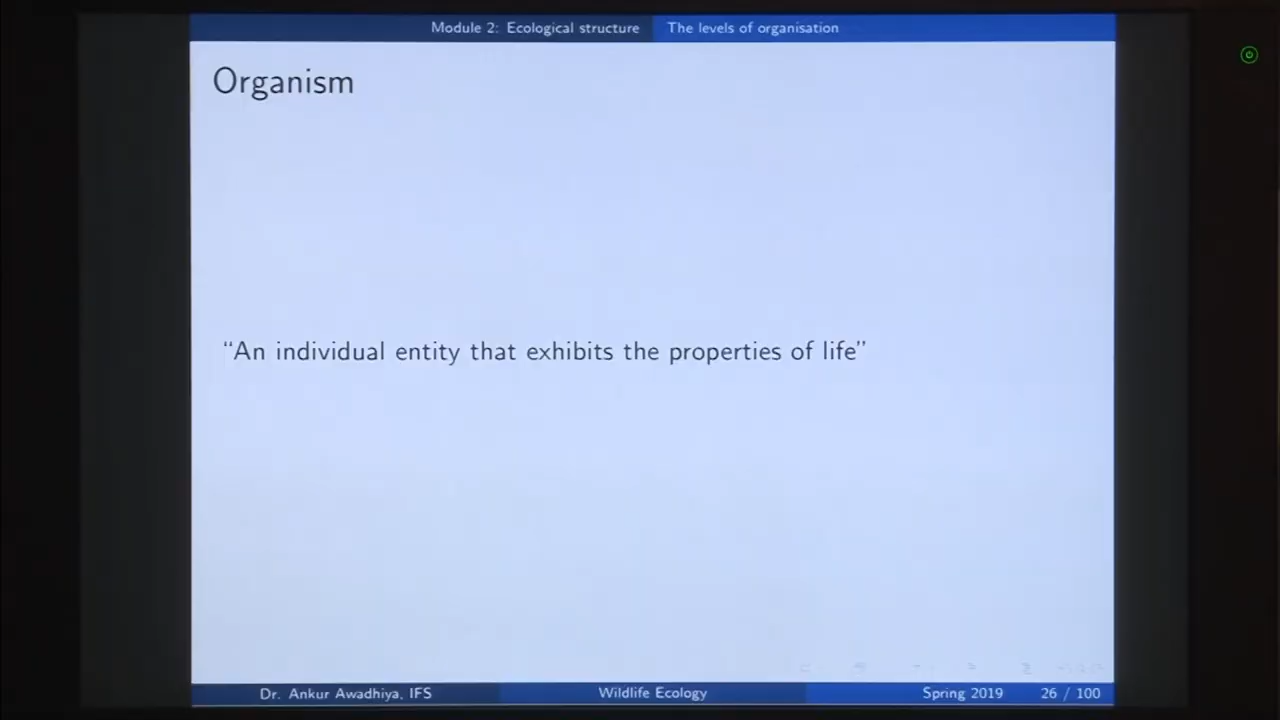 Module 2: Ecological structure The levels of organisation
Organism
“An individual entity that exhibits the properties of life”
Dr. Ankur Awadhiya, IFS Wildlife Ecology Spring 2019 26 / 100